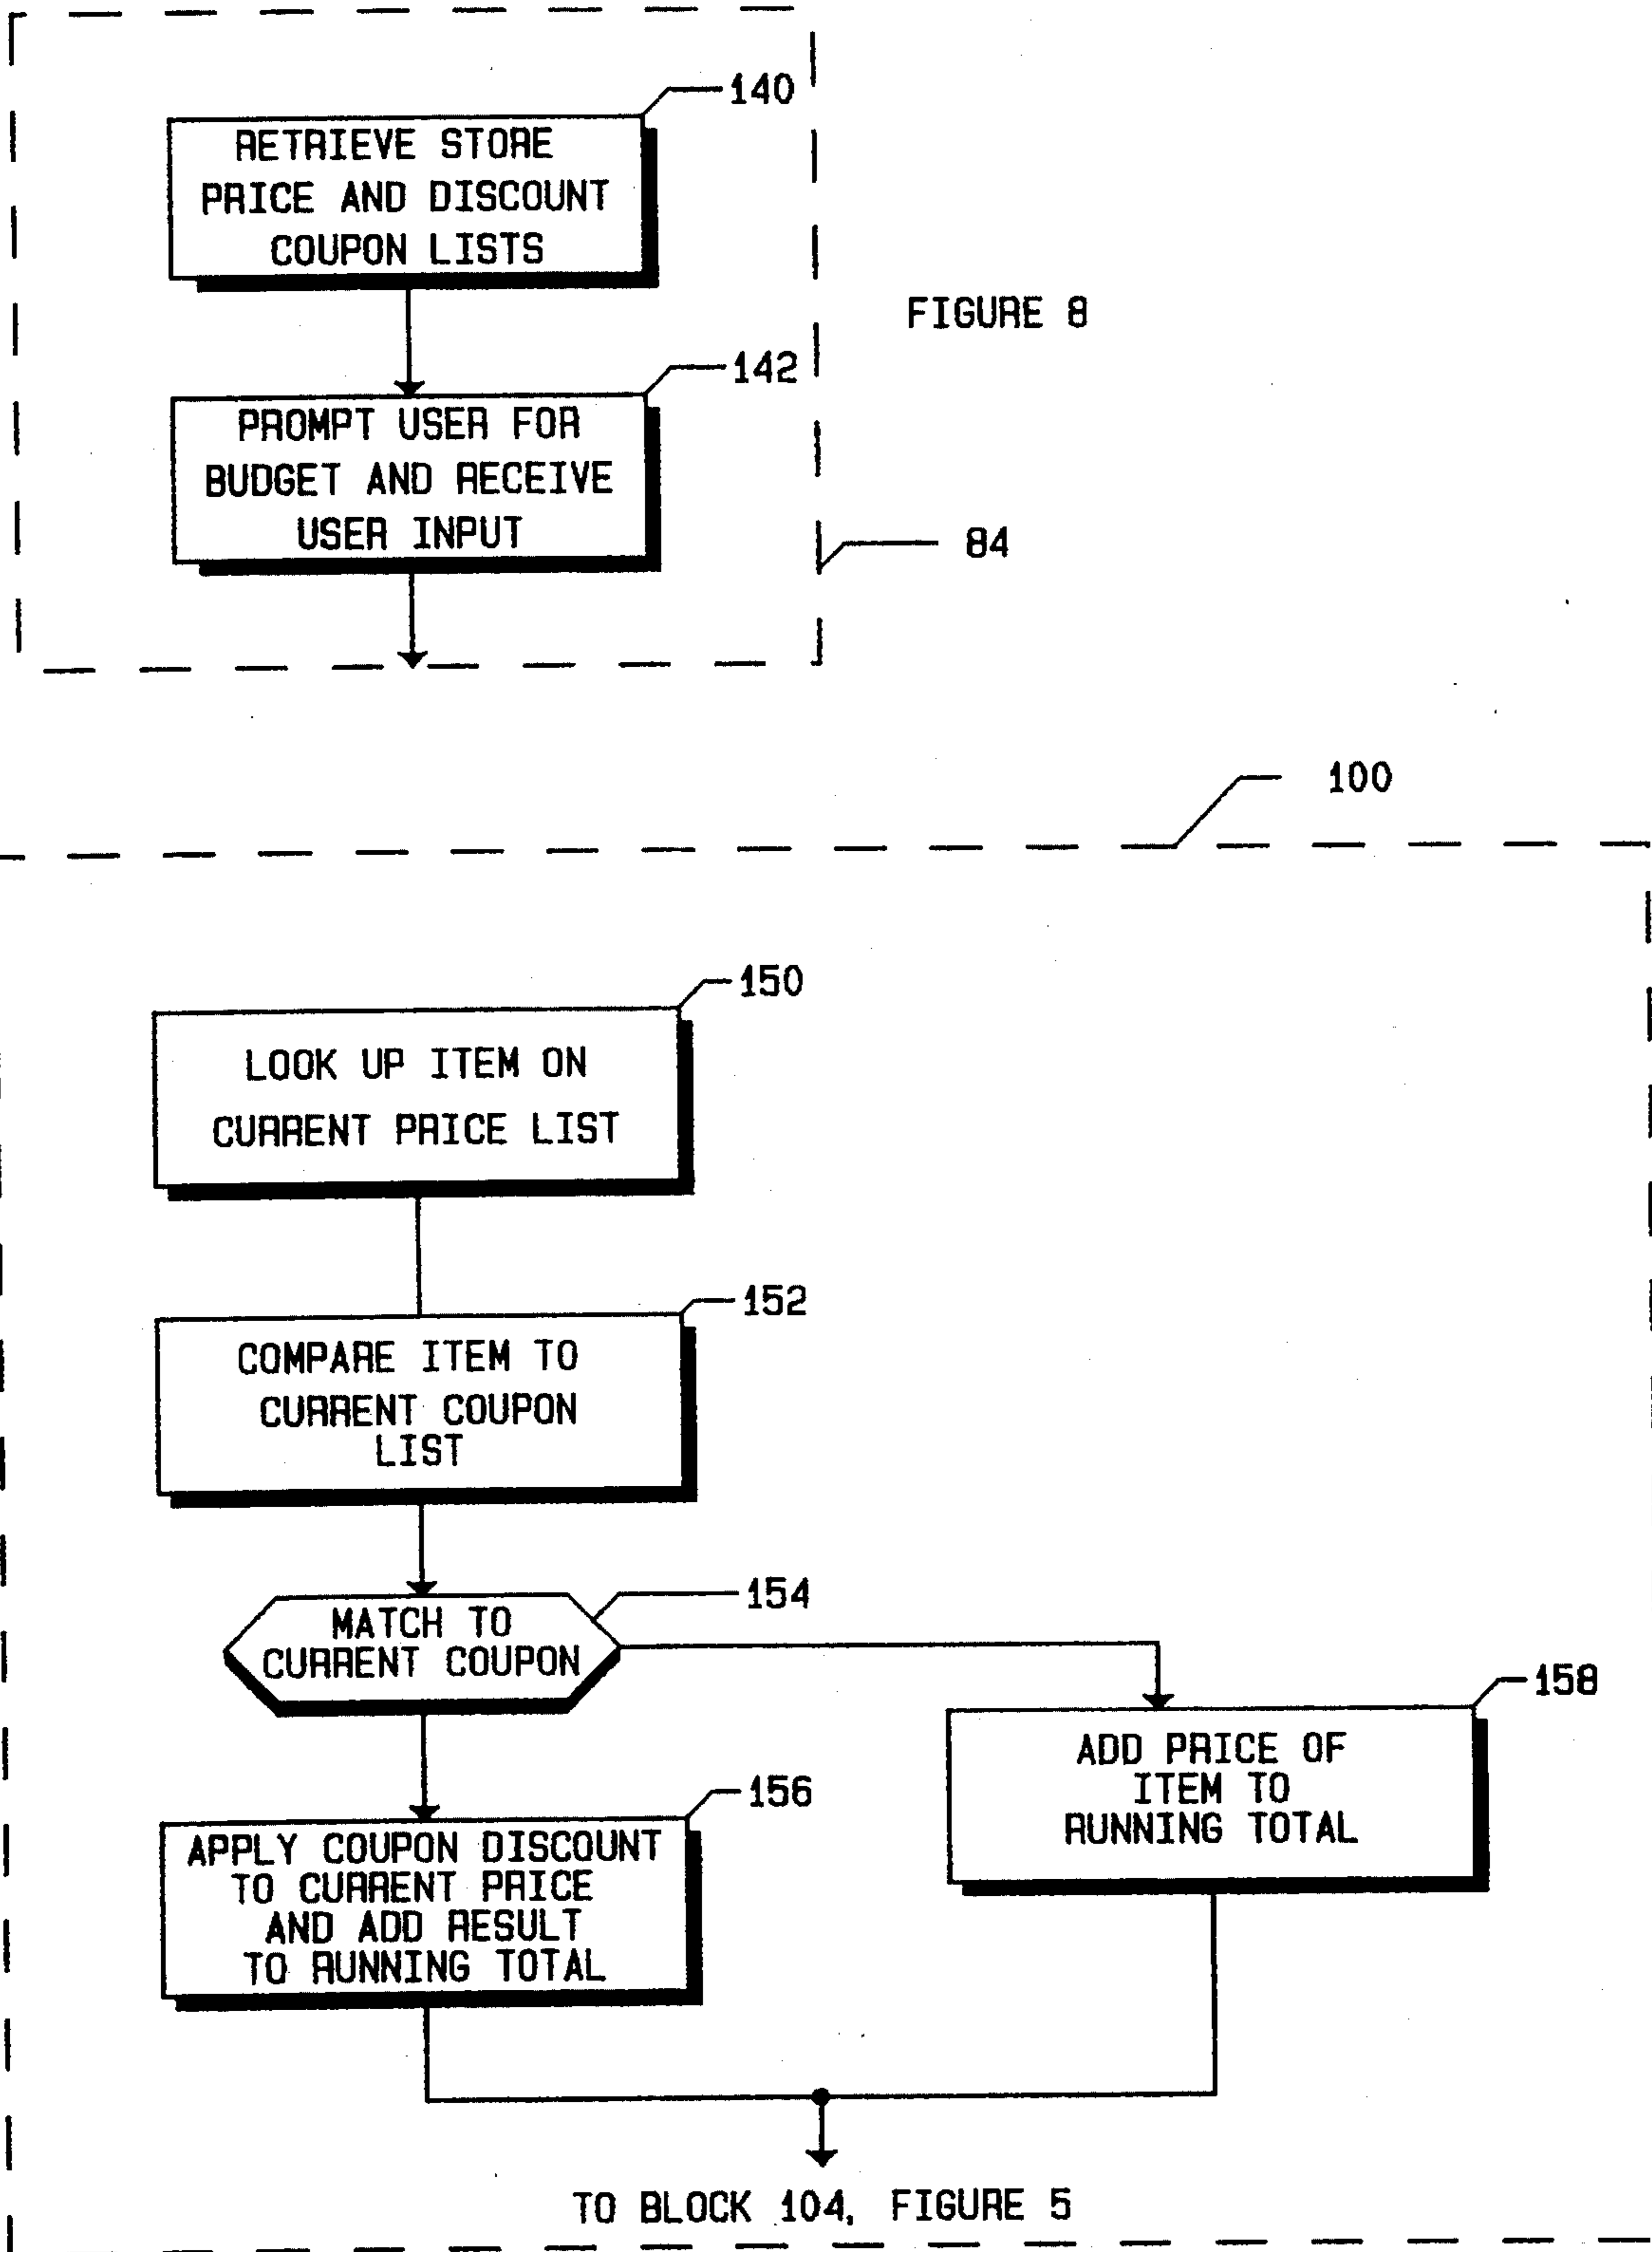 140
RETRIEVE STORE
PRICE AND DISCOUNT
COUPON LISTS
FIGURE 8
142
PROMPT USER FOR
BUDGET AND RECEIVE
USER INPUT
84
100
150
LOOK UP ITEM ON
CURRENT PRICE LIST
152
COMPARE ITEM TO
CURRENT COUPON
LIST
154
MATCH TO
CURRENT COUPON
158
ADD PRICE OF
ITEM TO
RUNNING TOTAL
156
APPLY COUPON DISCOUNT
TO CURRENT PRICE
AND ADD RESULT
TO RUNNING TOTAL
TO BLOCK 104, FIGURE 5